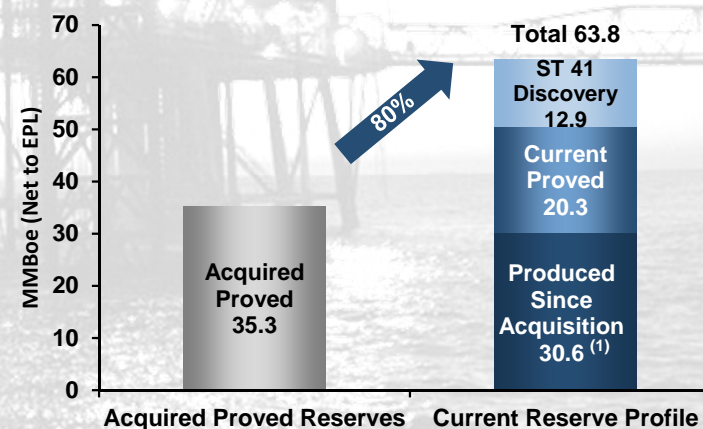 MMBoe (Net to EPL)
70
60
50
40
30
20
10
0
Acquired
Proved
35.3
80%
Total 63.8
ST 41
Discovery
12.9
Current
Proved
20.3
Produced
Since
Acquisition
30.6 (1)
Acquired Proved Reserves
Current Reserve Profile